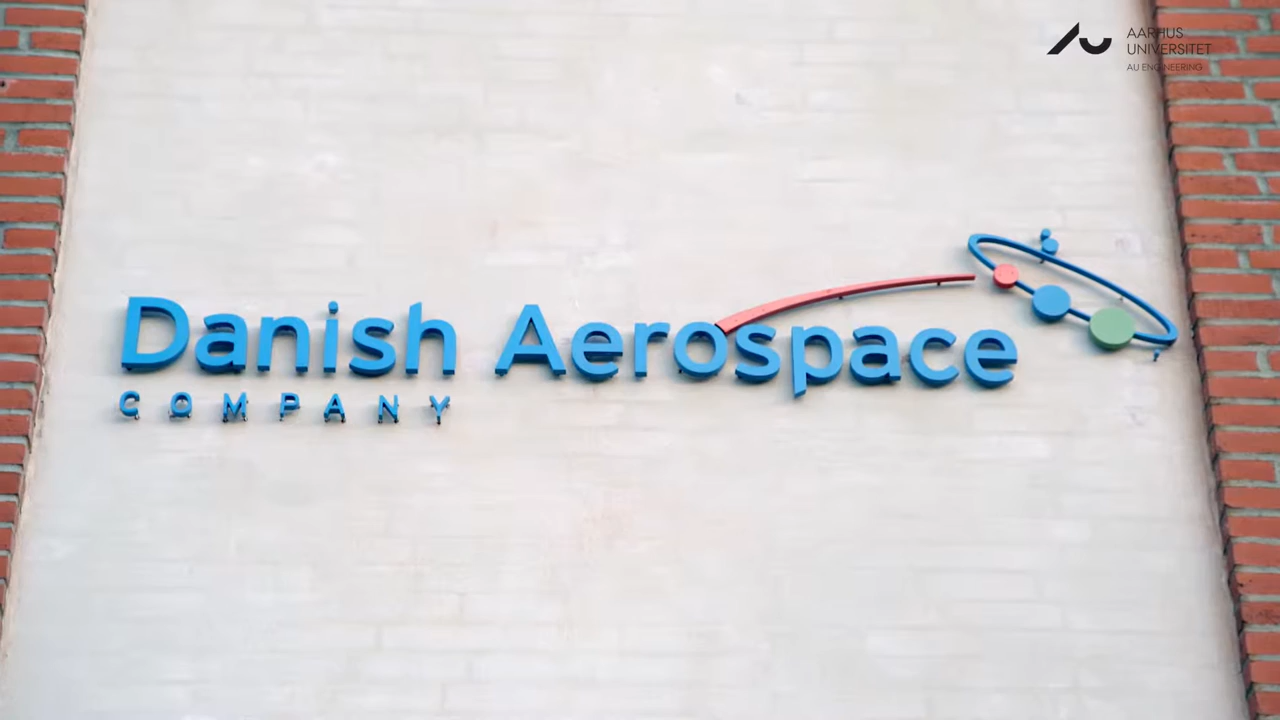 AARHUS
UNIVERSITET
AU ENGINEERING
Danish Aerospace
COMPANY